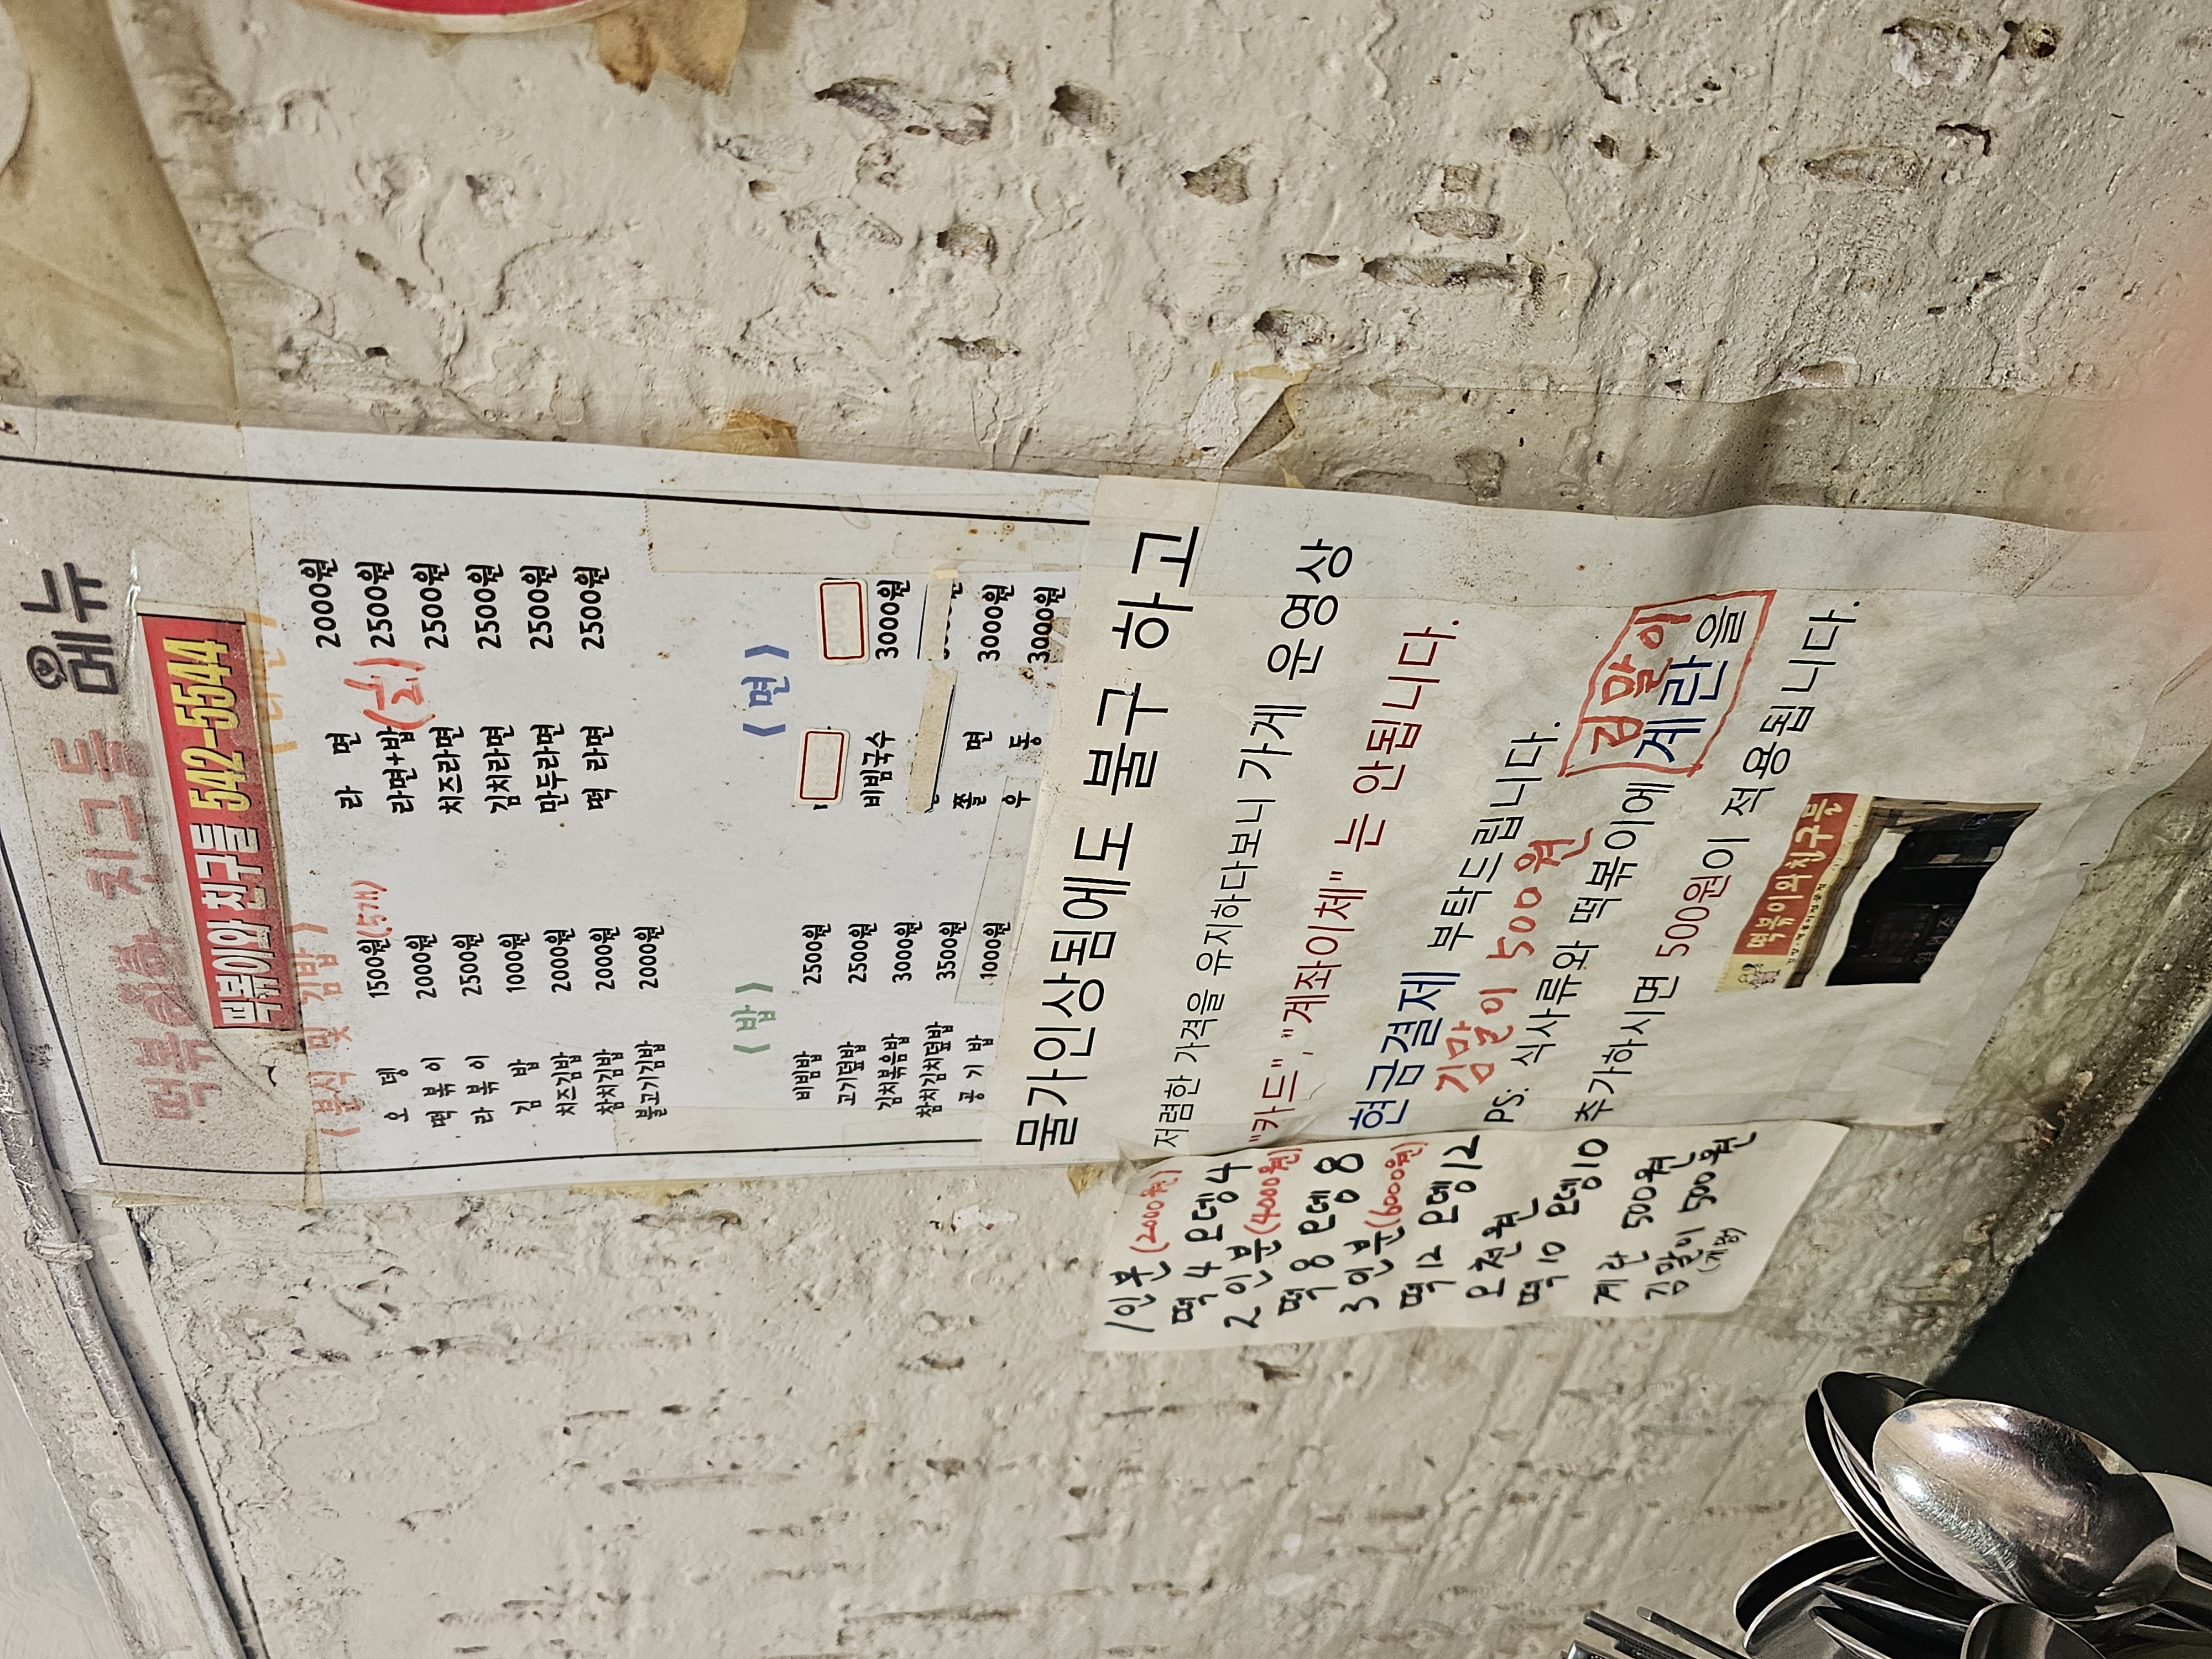 떡볶이와 친구들 메뉴
떡볶이와 친구들 542-5544
< 분식 및 김밥 >
오 뎅 1500원(5개)
떡 볶 이 2000원
라 볶 이 2500원
김 밥 1000원
치즈김밥 2000원
참치김밥 2000원
불고기김밥 2000원
라 면 2000원
라면+밥(½) 2500원
치즈라면 2500원
김치라면 2500원
만두라면 2500원
떡 라면 2500원
< 밥 >
비빔밥 2500원
고기덮밥 2500원
김치볶음밥 3000원
참치김치덮밥 3500원
공 기 밥 1000원
< 면 >
비빔국수 3000원
쫄 면 3000원
우 동 3000원
물가인상됨에도 불구 하고
저렴한 가격을 유지하다보니 가게 운영상
"카드", "계좌이체" 는 안됩니다.
현금결제 부탁드립니다.
김말이 500원
PS: 식사류와 떡볶이에 계란을
김말이
추가하시면 500원이 적용됩니다.
떡볶이와친구들
1인분(2000원)
떡 4 오뎅 4
2인분(4000원)
떡 8 오뎅 8
3인분(6000원)
떡 12 오뎅 12
오천원
떡 10 오뎅 10
계란 500원
김말이 500원
(개당)